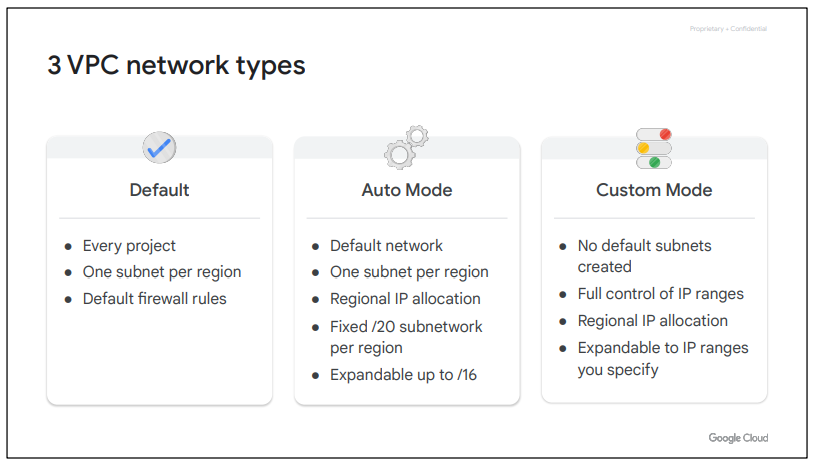 Proprietary + Confidential
3 VPC network types
Default
● Every project
● One subnet per region
● Default firewall rules
Auto Mode
● Default network
● One subnet per region
● Regional IP allocation
● Fixed /20 subnetwork
per region
● Expandable up to /16
Custom Mode
● No default subnets
created
● Full control of IP ranges
● Regional IP allocation
● Expandable to IP ranges
you specify
Google Cloud